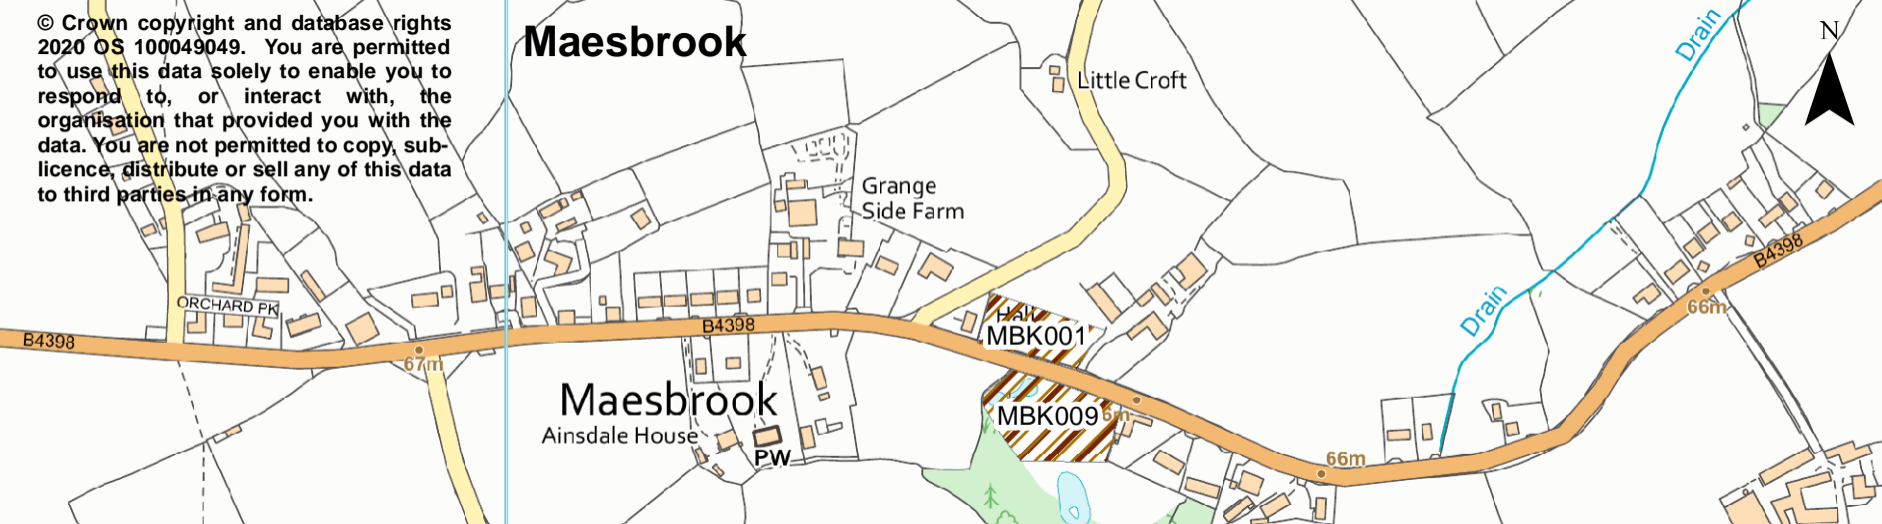 © Crown copyright and database rights
2020 OS 100049049. You are permitted
to use this data solely to enable you to
respond to, or interact with, the
organisation that provided you with the
data. You are not permitted to copy, sub-
licence, distribute or sell any of this data
to third parties in any form.
Maesbrook
N
Drain
Little Croft
Grange
Side Farm
B4398
ORCHARD PK
Drain
66m
Hall
MBK001
B4398
B4398
67m
Maesbrook
MBK009
6m
Ainsdale House
PW
66m